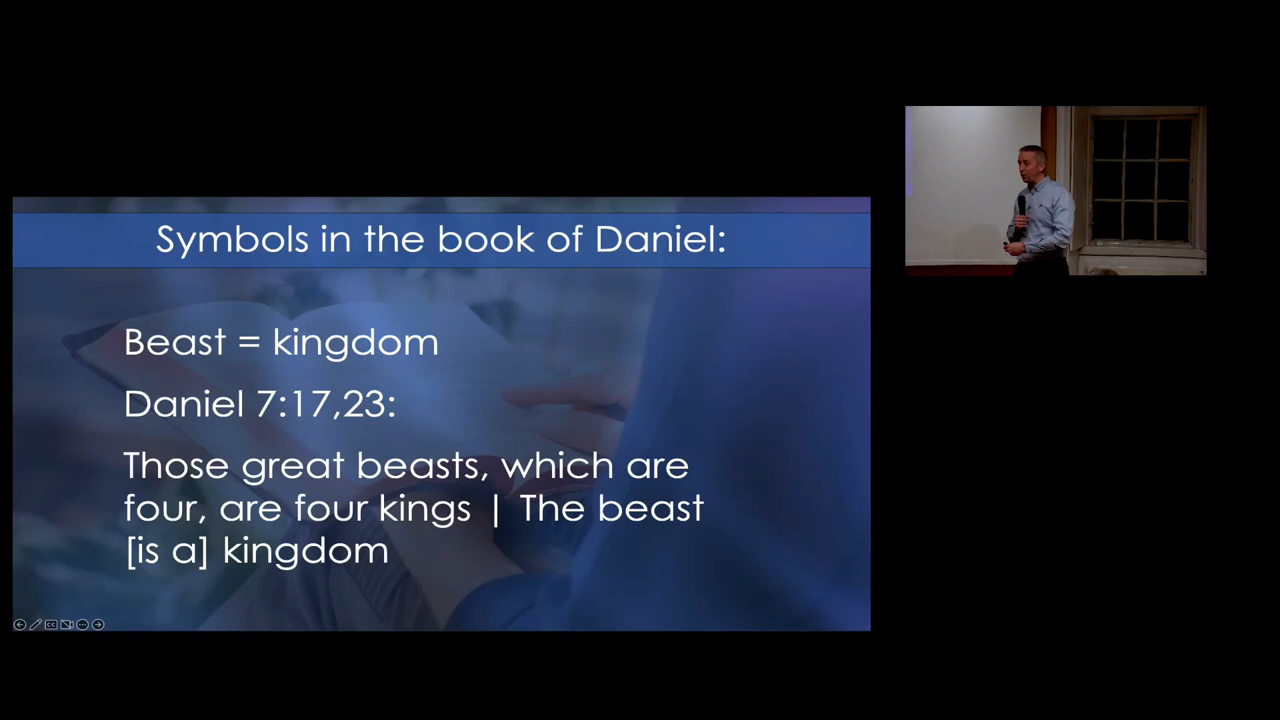 Symbols in the book of Daniel:
Beast = kingdom
Daniel 7:17,23:
Those great beasts, which are
four, are four kings | The beast
[is a] kingdom